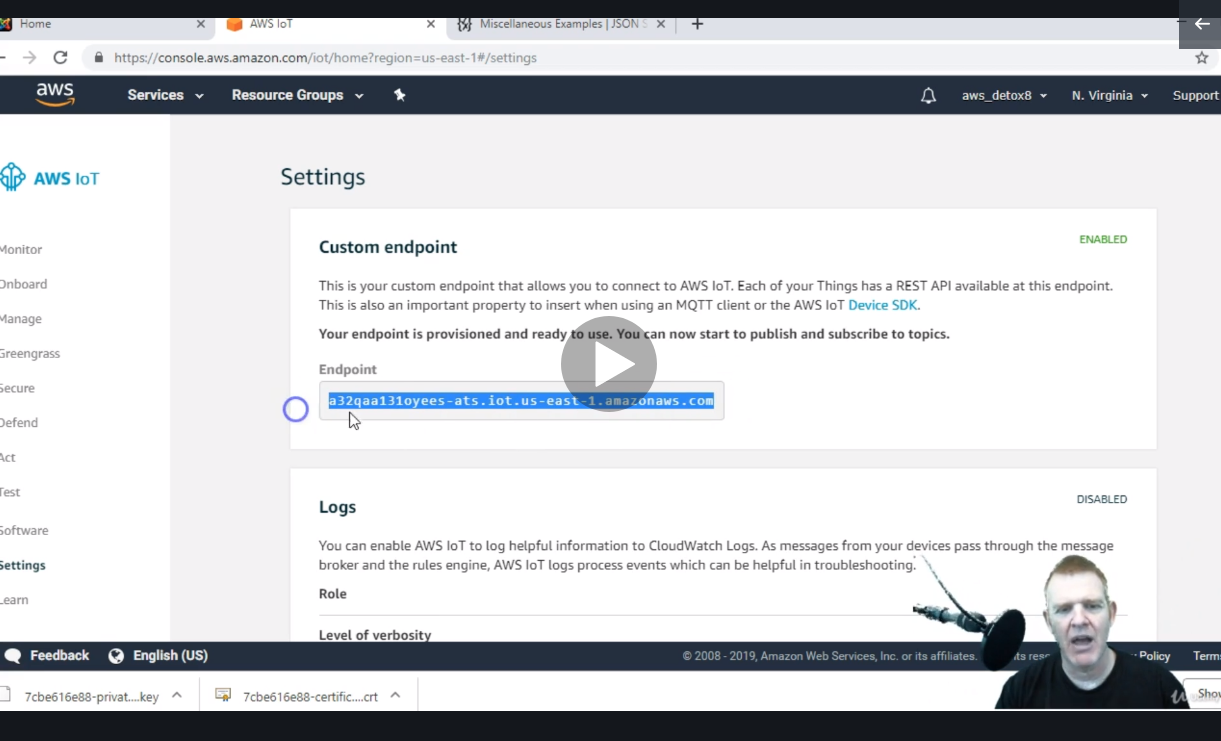 Home
AWS IoT
Miscellaneous Examples | JSON S
https://console.aws.amazon.com/iot/home?region=us-east-1#/settings
aws Services Resource Groups aws_detox8 N. Virginia Support
AWS IoT
Monitor
Onboard
Manage
Greengrass
Secure
Defend
Act
Test
Software
Settings
Learn
Settings
Custom endpoint
ENABLED
This is your custom endpoint that allows you to connect to AWS IoT. Each of your Things has a REST API available at this endpoint.
This is also an important property to insert when using an MQTT client or the AWS IoT Device SDK.
Your endpoint is provisioned and ready to use. You can now start to publish and subscribe to topics.
Endpoint
a32qaa131oyees-ats.iot.us-east-1.amazonaws.com
Logs
DISABLED
You can enable AWS IoT to log helpful information to CloudWatch Logs. As messages from your devices pass through the message
broker and the rules engine, AWS IoT logs process events which can be helpful in troubleshooting.
Role
Level of verbosity
Feedback English (US) © 2008 - 2019, Amazon Web Services, Inc. or its affiliates. Policy Terms
7cbe616e88-privat....key 7cbe616e88-certific....crt Show